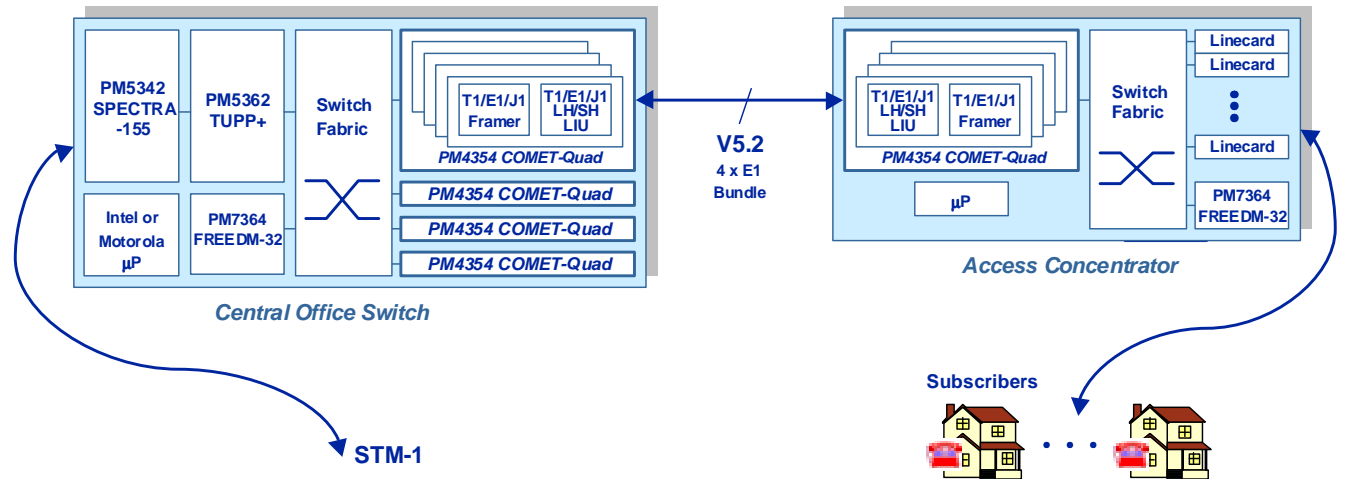 PM5342
SPECTRA
-155
PM5362
TUPP+
Switch
Fabric
T1/E1/J1
Framer
T1/E1/J1
LH/SH
LIU
PM4354 COMET-Quad
PM4354 COMET-Quad
PM4354 COMET-Quad
PM4354 COMET-Quad
Intel or
Motorola
µP
PM7364
FREEDM-32
Central Office Switch
V5.2
4 x E1
Bundle
T1/E1/J1
LH/SH
LIU
T1/E1/J1
Framer
PM4354 COMET-Quad
µP
Switch
Fabric
Linecard
Linecard
Linecard
PM7364
FREEDM-32
Access Concentrator
Subscribers
STM-1